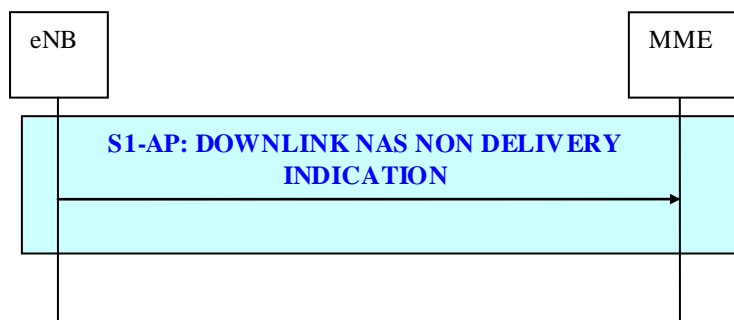 eNB
MME
S1-AP: DOWNLINK NAS NON DELIVERY
INDICATION